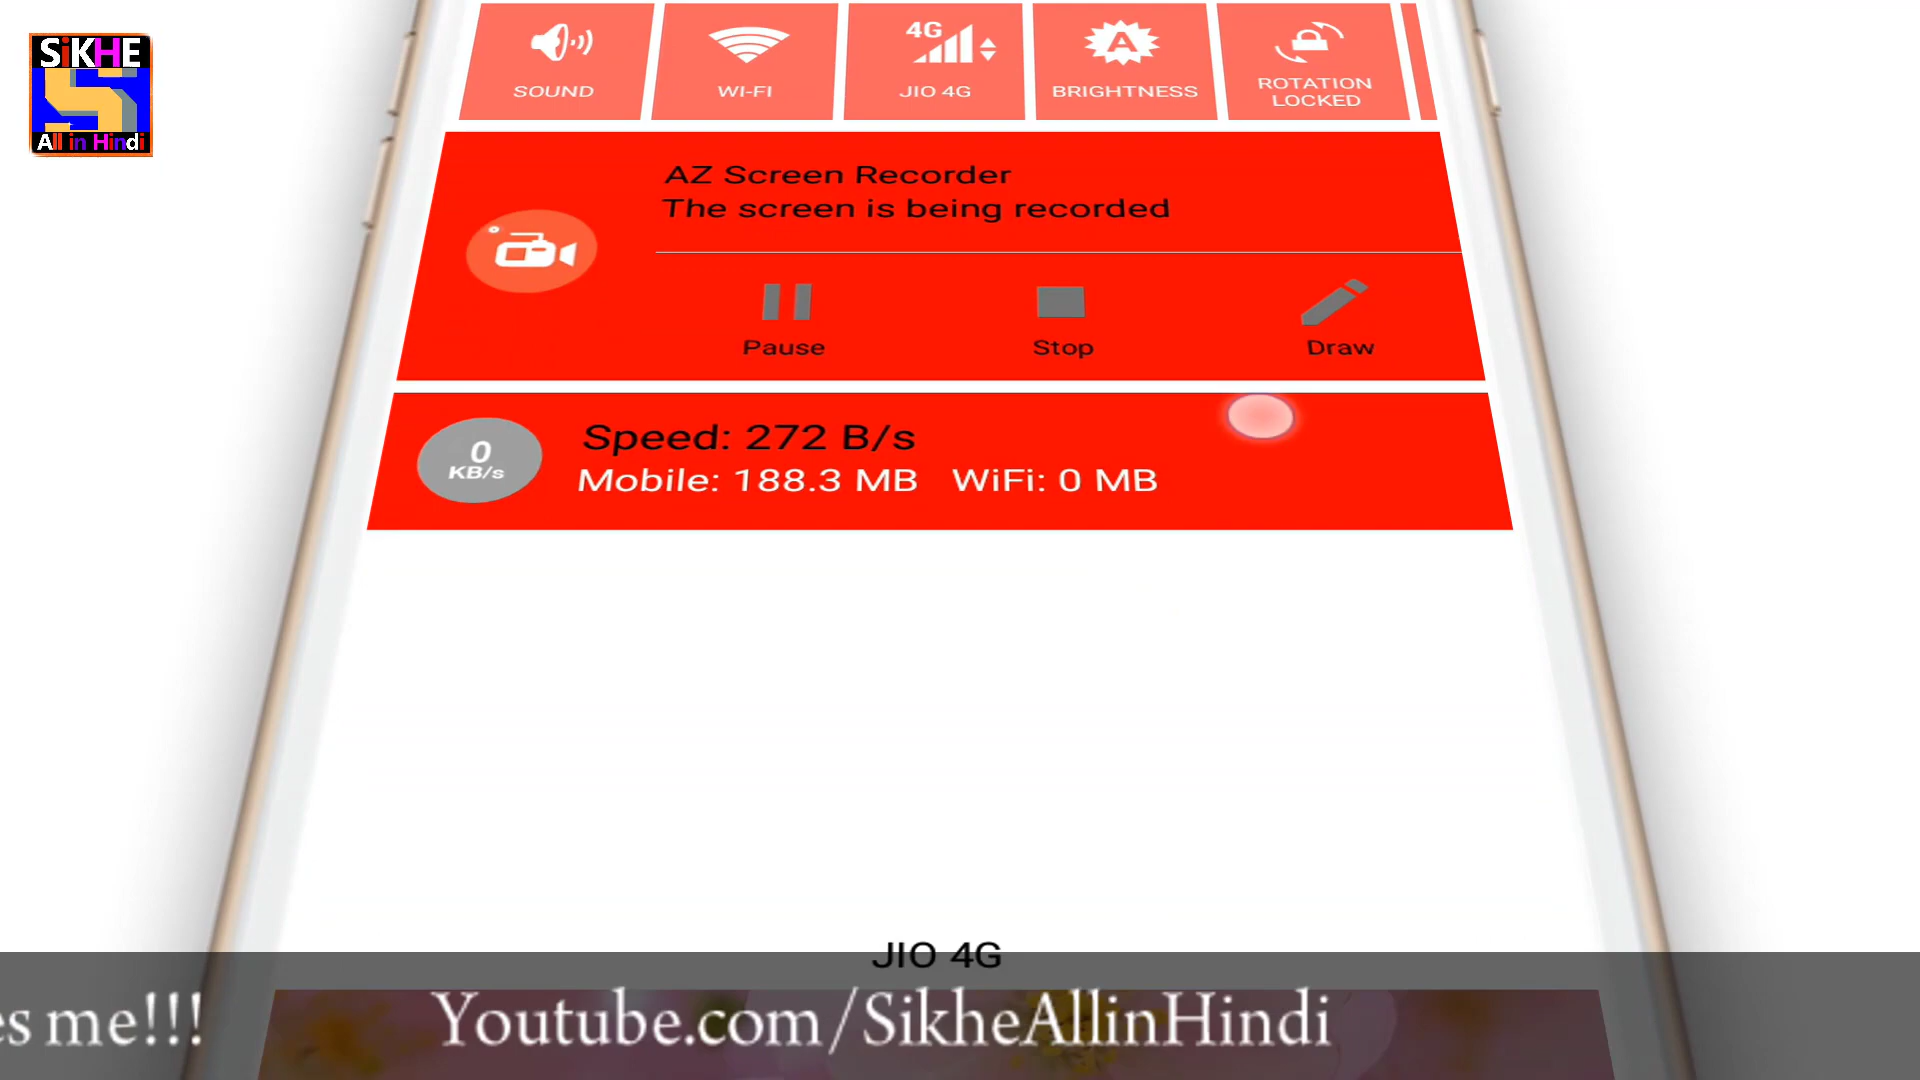 SiKHE
All in Hindi
SOUND
WI-FI
4G
JIO 4G
A
BRIGHTNESS
ROTATION
LOCKED
AZ Screen Recorder
The screen is being recorded
Pause
Stop
Draw
0
KB/s
Speed: 272 B/s
Mobile: 188.3 MB WiFi: 0 MB
JIO 4G
me!!! Youtube.com/SikheAllinHindi